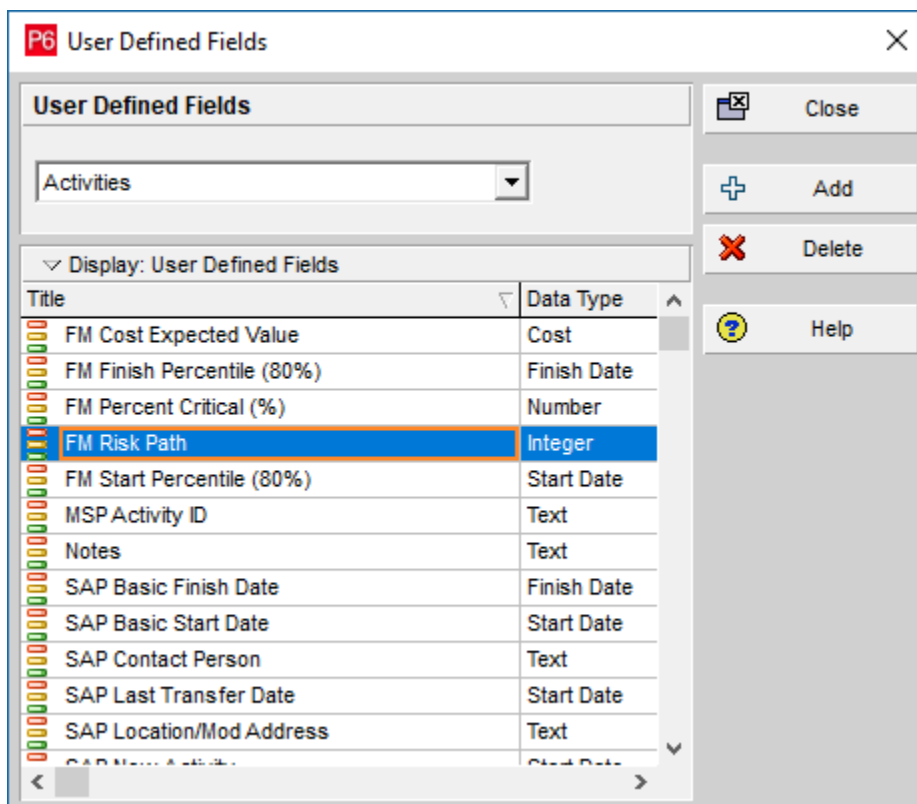 P6 User Defined Fields
User Defined Fields
Close
Activities
Add
Delete
Display: User Defined Fields
Title Data Type
Help
FM Cost Expected Value Cost
FM Finish Percentile (80%) Finish Date
FM Percent Critical (%) Number
FM Risk Path Integer
FM Start Percentile (80%) Start Date
MSP Activity ID Text
Notes Text
SAP Basic Finish Date Finish Date
SAP Basic Start Date Start Date
SAP Contact Person Text
SAP Last Transfer Date Start Date
SAP Location/Mod Address Text